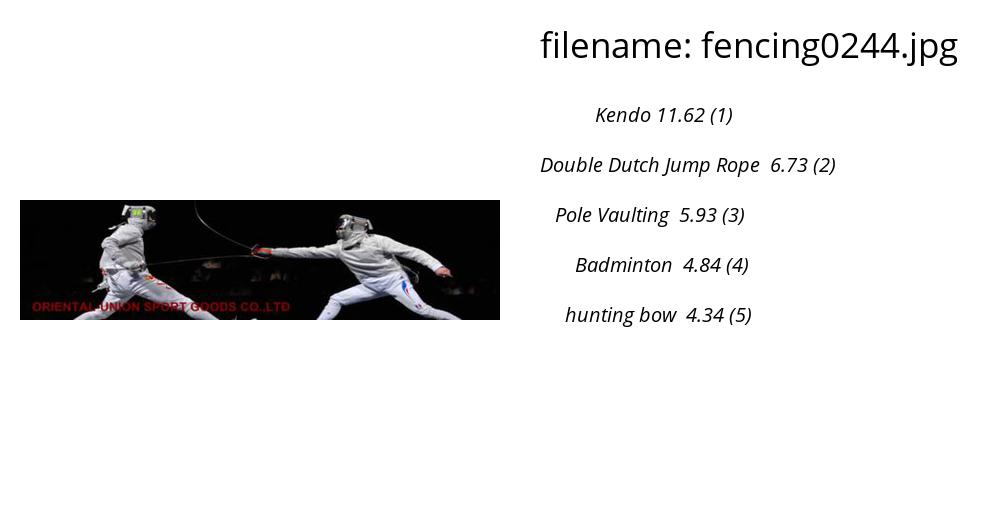 filename: fencing0244.jpg
Kendo 11.62 (1)
Double Dutch Jump Rope 6.73 (2)
Pole Vaulting 5.93 (3)
Badminton 4.84 (4)
hunting bow 4.34 (5)
ORIENTAL-UNION SPORT GOODS CO.,LTD